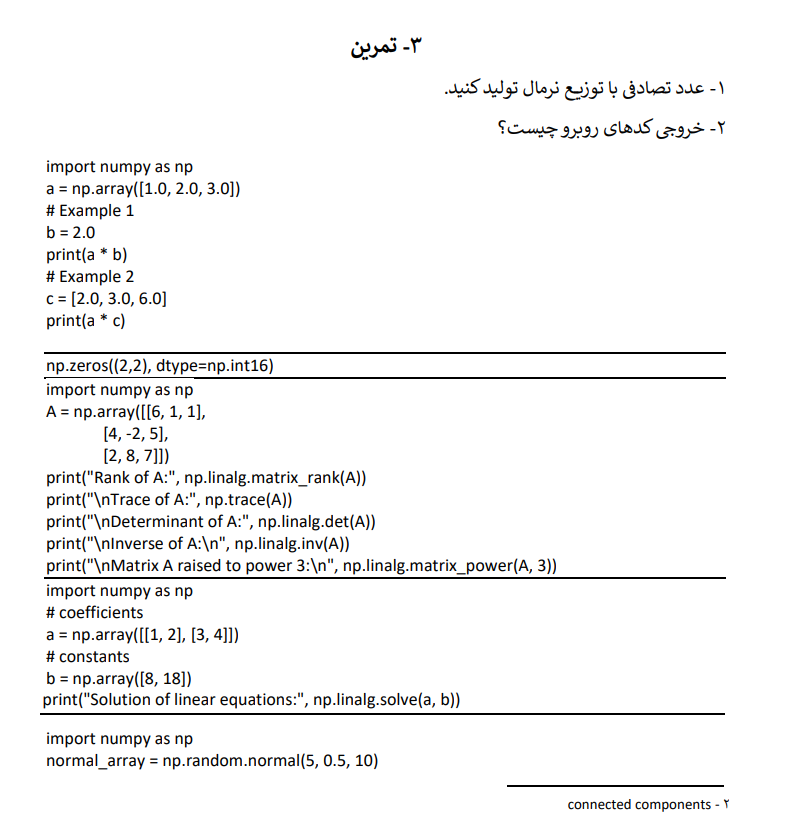 ۳- تمرین
۱- عدد تصادفی با توزیع نرمال تولید کنید.
۲- خروجی کدهای روبرو چیست؟
import numpy as np
a = np.array([1.0, 2.0, 3.0])
# Example 1
b = 2.0
print(a * b)
# Example 2
c = [2.0, 3.0, 6.0]
print(a * c)
np.zeros((2,2), dtype=np.int16)
import numpy as np
A = np.array([[6, 1, 1],
[4, -2, 5],
[2, 8, 7]])
print("Rank of A:", np.linalg.matrix_rank(A))
print("\nTrace of A:", np.trace(A))
print("\nDeterminant of A:", np.linalg.det(A))
print("\nInverse of A:\n", np.linalg.inv(A))
print("\nMatrix A raised to power 3:\n", np.linalg.matrix_power(A, 3))
import numpy as np
# coefficients
a = np.array([[1, 2], [3, 4]])
# constants
b = np.array([8, 18])
print("Solution of linear equations:", np.linalg.solve(a, b))
import numpy as np
normal_array = np.random.normal(5, 0.5, 10)
connected components - ۲